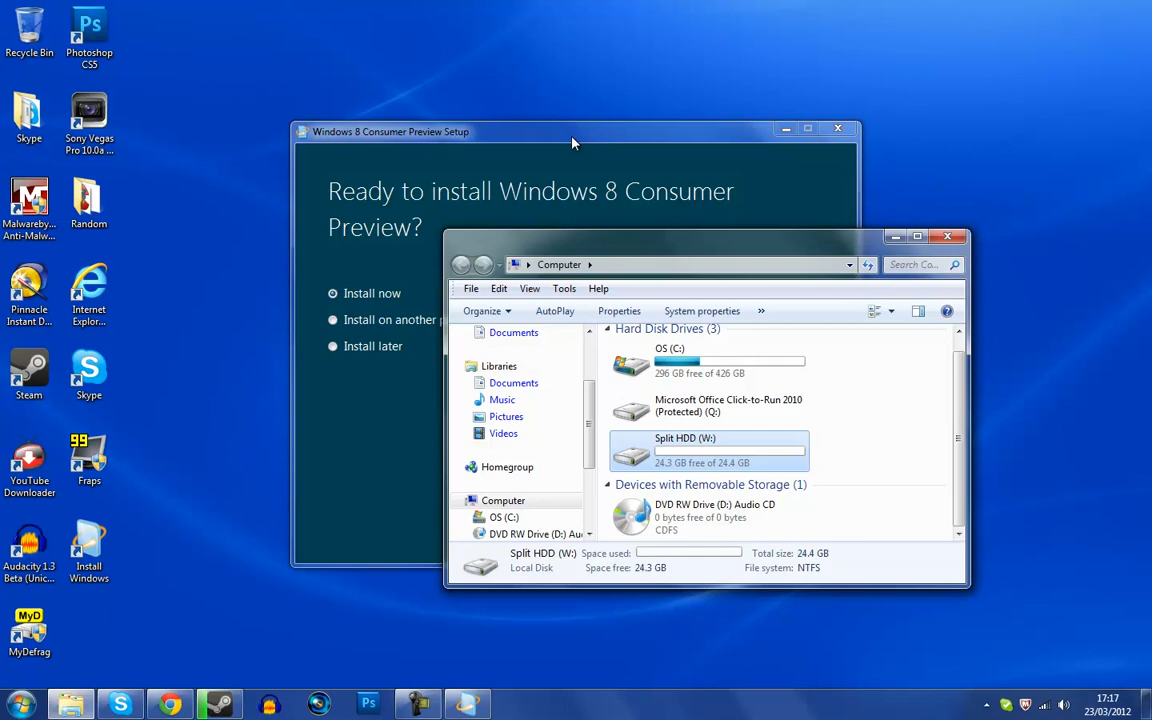 Recycle Bin
Photoshop
CS5
Skype
Sony Vegas
Pro 10.0a ...
Malwareby...
Anti-Malw...
Random
Pinnacle
Instant D...
Internet
Explor...
Steam
Skype
YouTube
Downloader
99
Fraps
Audacity 1.3
Beta (Unic...
Install
Windows
MyD
MyDefrag
Windows 8 Consumer Preview Setup
Ready to install Windows 8 Consumer
Preview?
Install now
Install on another p
Install later
Computer
Search Co...
File Edit View Tools Help
Organize AutoPlay Properties System properties »
Documents
Libraries
Documents
Music
Pictures
Videos
Homegroup
Computer
OS (C:)
DVD RW Drive (D:) Au
Hard Disk Drives (3)
OS (C:)
296 GB free of 426 GB
Microsoft Office Click-to-Run 2010
(Protected) (Q:)
Split HDD (W:)
24.3 GB free of 24.4 GB
Devices with Removable Storage (1)
DVD RW Drive (D:) Audio CD
0 bytes free of 0 bytes
CDFS
Split HDD (W:) Space used: Total size: 24.4 GB
Local Disk Space free: 24.3 GB File system: NTFS
Ps
17:17
23/03/2012